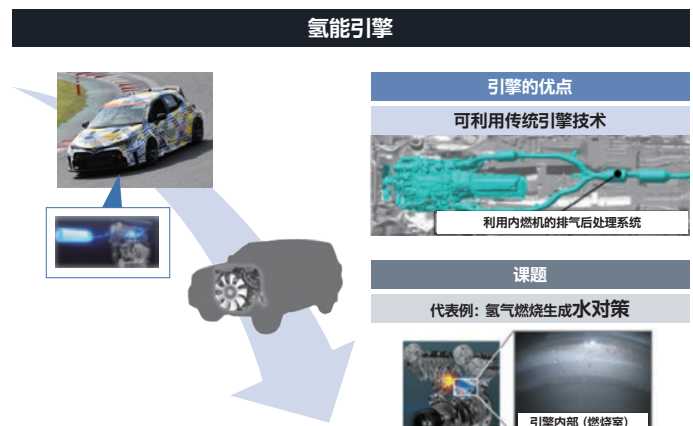 氢能引擎
引擎的优点
可利用传统引擎技术
利用内燃机的排气后处理系统
课题
代表例：氢气燃烧生成水对策
引擎内部（燃烧室）